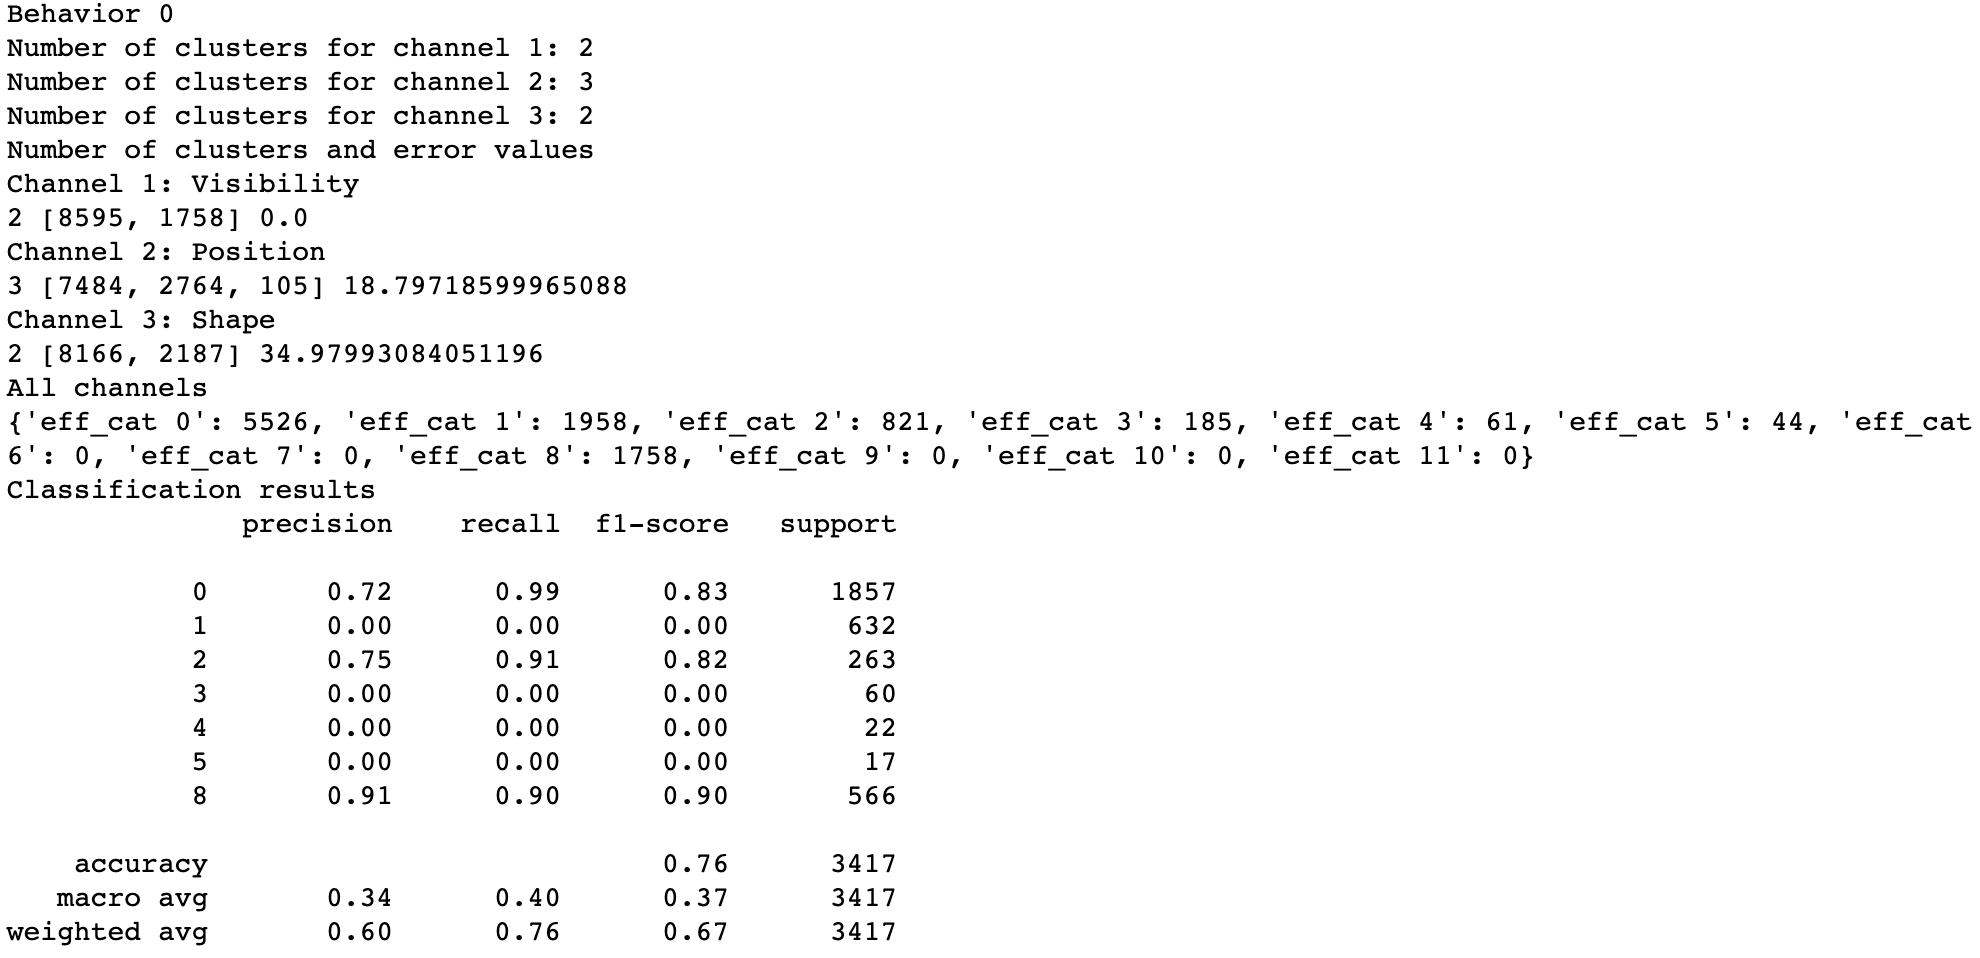 Behavior 0
Number of clusters for channel 1: 2
Number of clusters for channel 2: 3
Number of clusters for channel 3: 2
Number of clusters and error values
Channel 1: Visibility
2 [8595, 1758] 0.0
Channel 2: Position
3 [7484, 2764, 105] 18.79718599965088
Channel 3: Shape
2 [8166, 2187] 34.97993084051196
All channels
{'eff_cat 0': 5526, 'eff_cat 1': 1958, 'eff_cat 2': 821, 'eff_cat 3': 185, 'eff_cat 4': 61, 'eff_cat 5': 44, 'eff_cat
6': 0, 'eff_cat 7': 0, 'eff_cat 8': 1758, 'eff_cat 9': 0, 'eff_cat 10': 0, 'eff_cat 11': 0}
Classification results
              precision    recall  f1-score   support

           0       0.72      0.99      0.83      1857
           1       0.00      0.00      0.00       632
           2       0.75      0.91      0.82       263
           3       0.00      0.00      0.00        60
           4       0.00      0.00      0.00        22
           5       0.00      0.00      0.00        17
           8       0.91      0.90      0.90       566

    accuracy                           0.76      3417
   macro avg       0.34      0.40      0.37      3417
weighted avg       0.60      0.76      0.67      3417